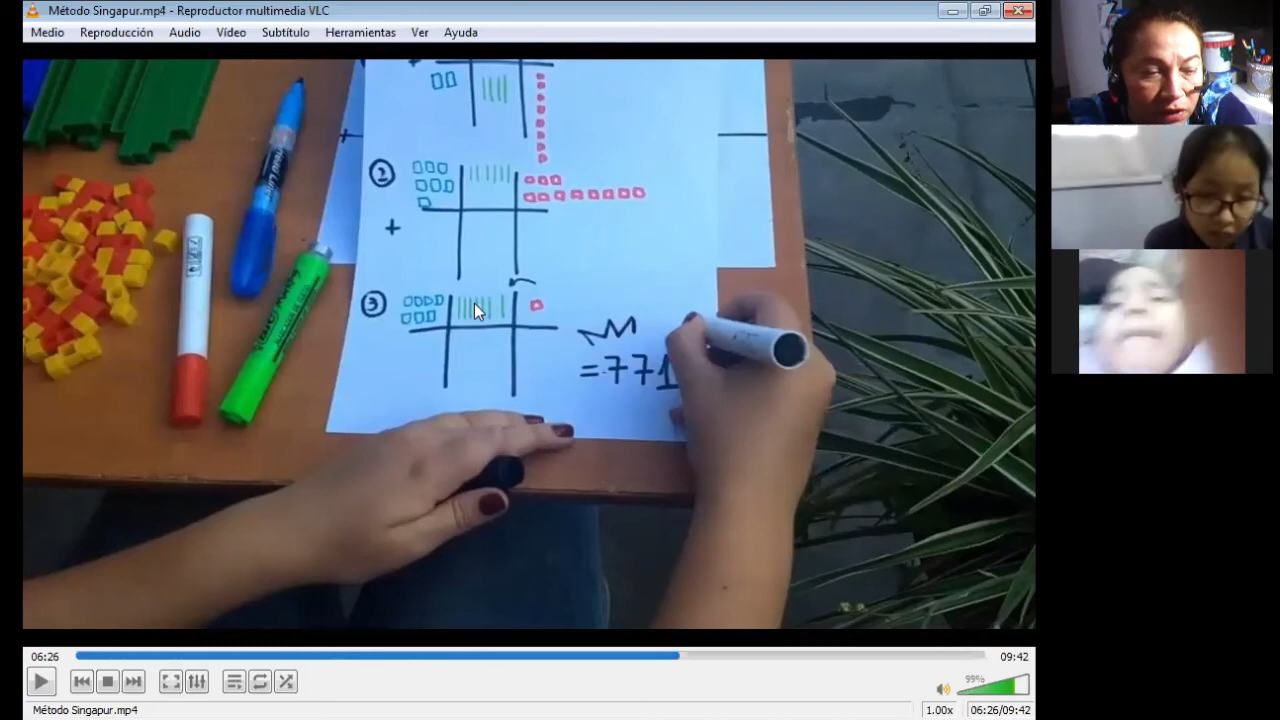 Método Singapur.mp4 - Reproductor multimedia VLC
Medio Reproducción Audio Vídeo Subtítulo Herramientas Ver Ayuda
2
+
3
=771
06:26
09:42
99%
Método Singapur.mp4
1.00x
06:26/09:42